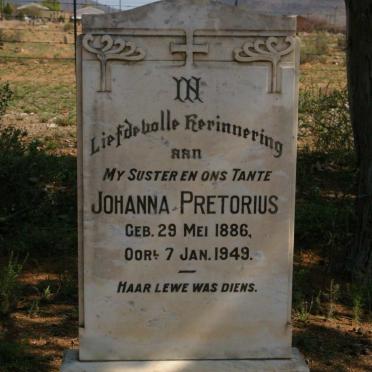 IN
Liefdevolle Herinnering
AAN
MY SUSTER EN ONS TANTE
JOHANNA PRETORIUS
GEB. 29 MEI 1886,
OORL 7 JAN. 1949.
HAAR LEWE WAS DIENS.